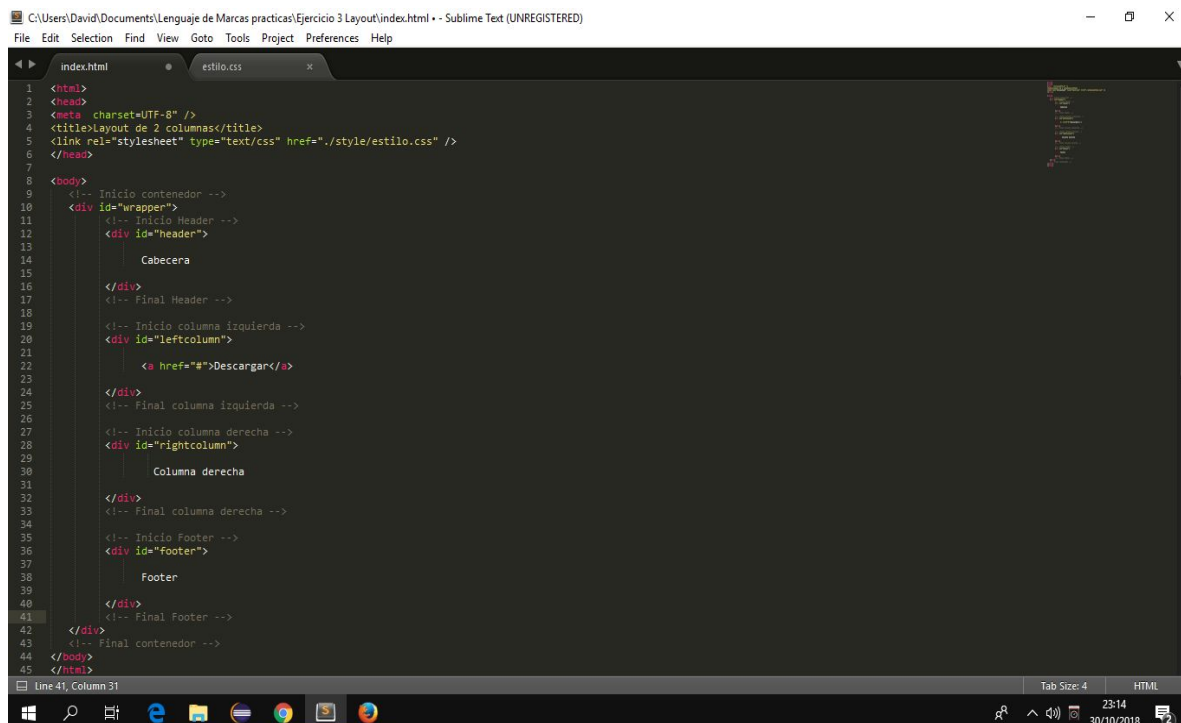 C:\Users\David\Documents\Lenguaje de Marcas practicas\Ejercicio 3 Layout\index.html • - Sublime Text (UNREGISTERED)
File Edit Selection Find View Goto Tools Project Preferences Help
index.html estilo.css
1 <html>
2 <head>
3 <meta charset=UTF-8" />
4 <title>Layout de 2 columnas</title>
5 <link rel="stylesheet" type="text/css" href="./style/estilo.css" />
6 </head>
7
8 <body>
9 <!-- Inicio contenedor -->
10 <div id="wrapper">
11 <!-- Inicio Header -->
12 <div id="header">
13
14 Cabecera
15
16 </div>
17 <!-- Final Header -->
18
19 <!-- Inicio columna izquierda -->
20 <div id="leftcolumn">
21
22 <a href="#">Descargar</a>
23
24 </div>
25 <!-- Final columna izquierda -->
26
27 <!-- Inicio columna derecha -->
28 <div id="rightcolumn">
29
30 Columna derecha
31
32 </div>
33 <!-- Final columna derecha -->
34
35 <!-- Inicio Footer -->
36 <div id="footer">
37
38 Footer
39
40 </div>
41 <!-- Final Footer -->
42 </div>
43 <!-- Final contenedor -->
44 </body>
45 </html>
Line 41, Column 31 Tab Size: 4 HTML
23:14
30/10/2018